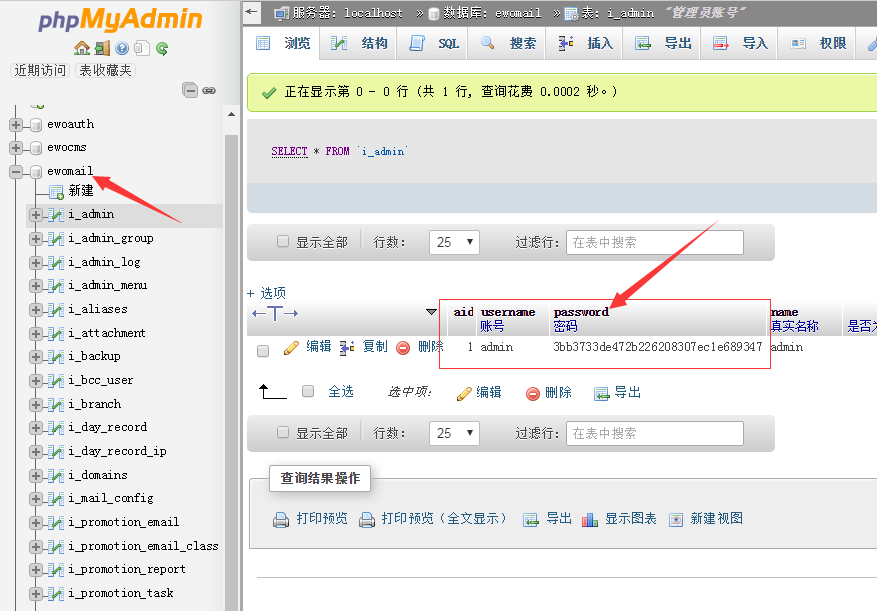 phpMyAdmin
近期访问 表收藏夹
ewoauth
ewocms
ewomail
新建
i_admin
i_admin_group
i_admin_log
i_admin_menu
i_aliases
i_attachment
i_backup
i_bcc_user
i_branch
i_day_record
i_day_record_ip
i_domains
i_mail_config
i_promotion_email
i_promotion_email_class
i_promotion_report
i_promotion_task
服务器: localhost » 数据库: ewomail » 表: i_admin "管理员账号"
浏览 结构 SQL 搜索 插入 导出 导入 权限
正在显示第 0 - 0 行 (共 1 行, 查询花费 0.0002 秒。)
SELECT * FROM `i_admin`
显示全部 行数: 25 过滤行: 在表中搜索
+ 选项
←T→ aid username password name
账号 密码 真实名称 是否为
编辑 复制 删除 1 admin 3bb3733de472b226208307ec1e689347 admin
全选 选中项: 编辑 删除 导出
显示全部 行数: 25 过滤行: 在表中搜索
查询结果操作
打印预览 打印预览 (全文显示) 导出 显示图表 新建视图